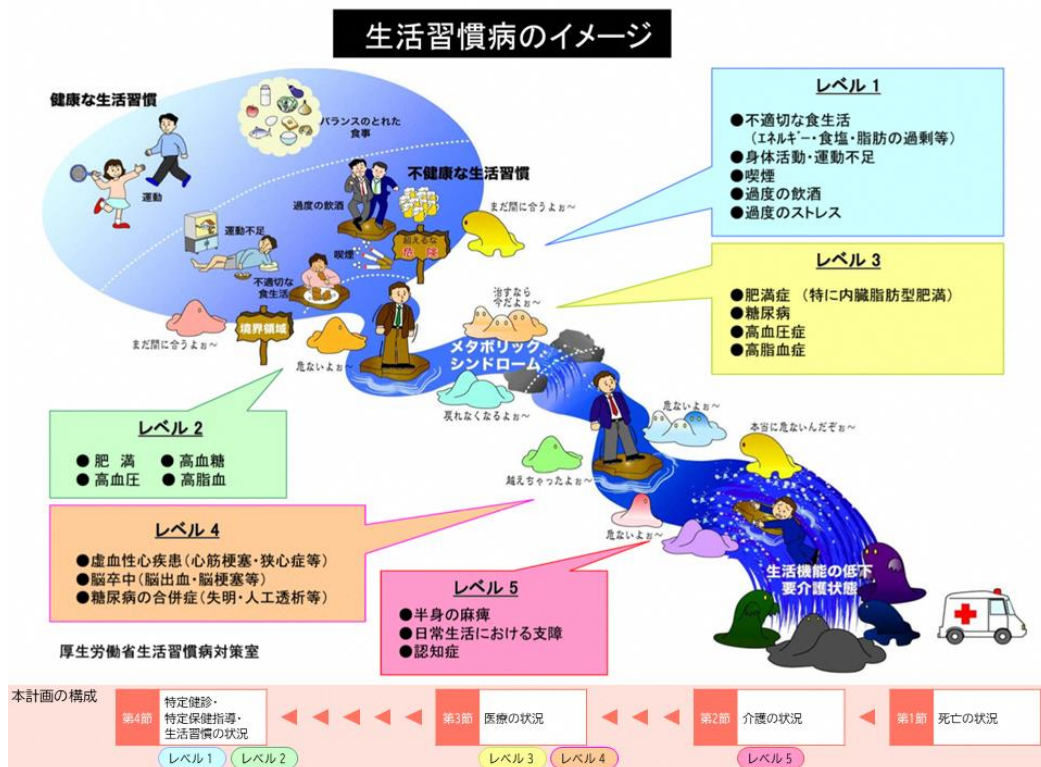 生活習慣病のイメージ
健康な生活習慣
バランスのとれた
食事
運動
不健康な生活習慣
過度の飲酒
まだ間に合うよぉ～
運動不足
喫煙
超えるな
危険
不適切な
食生活
治すなら
今だよぉ～
境界領域
まだ間に合うよぉ～
危ないよぉ～
メタボリック
シンドローム
戻れなくなるよぉ～
危ないよぉ～
本当に危ないんだぞぉ～
越えちゃったよぉ～
危ないよぉ～
生活機能の低下
要介護状態
レベル 1
●不適切な食生活
（エネルギー・食塩・脂肪の過剰等）
●身体活動・運動不足
●喫煙
●過度の飲酒
●過度のストレス
レベル 3
●肥満症 （特に内臓脂肪型肥満）
●糖尿病
●高血圧症
●高脂血症
レベル 2
●肥 満 ●高血糖
●高血圧 ●高脂血
レベル 4
●虚血性心疾患（心筋梗塞・狭心症等）
●脳卒中（脳出血・脳梗塞等）
●糖尿病の合併症（失明・人工透析等）
レベル 5
●半身の麻痺
●日常生活における支障
●認知症
厚生労働省生活習慣病対策室
本計画の構成
第4節 特定健診・
特定保健指導・
生活習慣の状況
第3節 医療の状況
第2節 介護の状況
第1節 死亡の状況
レベル 1 レベル 2 レベル 3 レベル 4 レベル 5